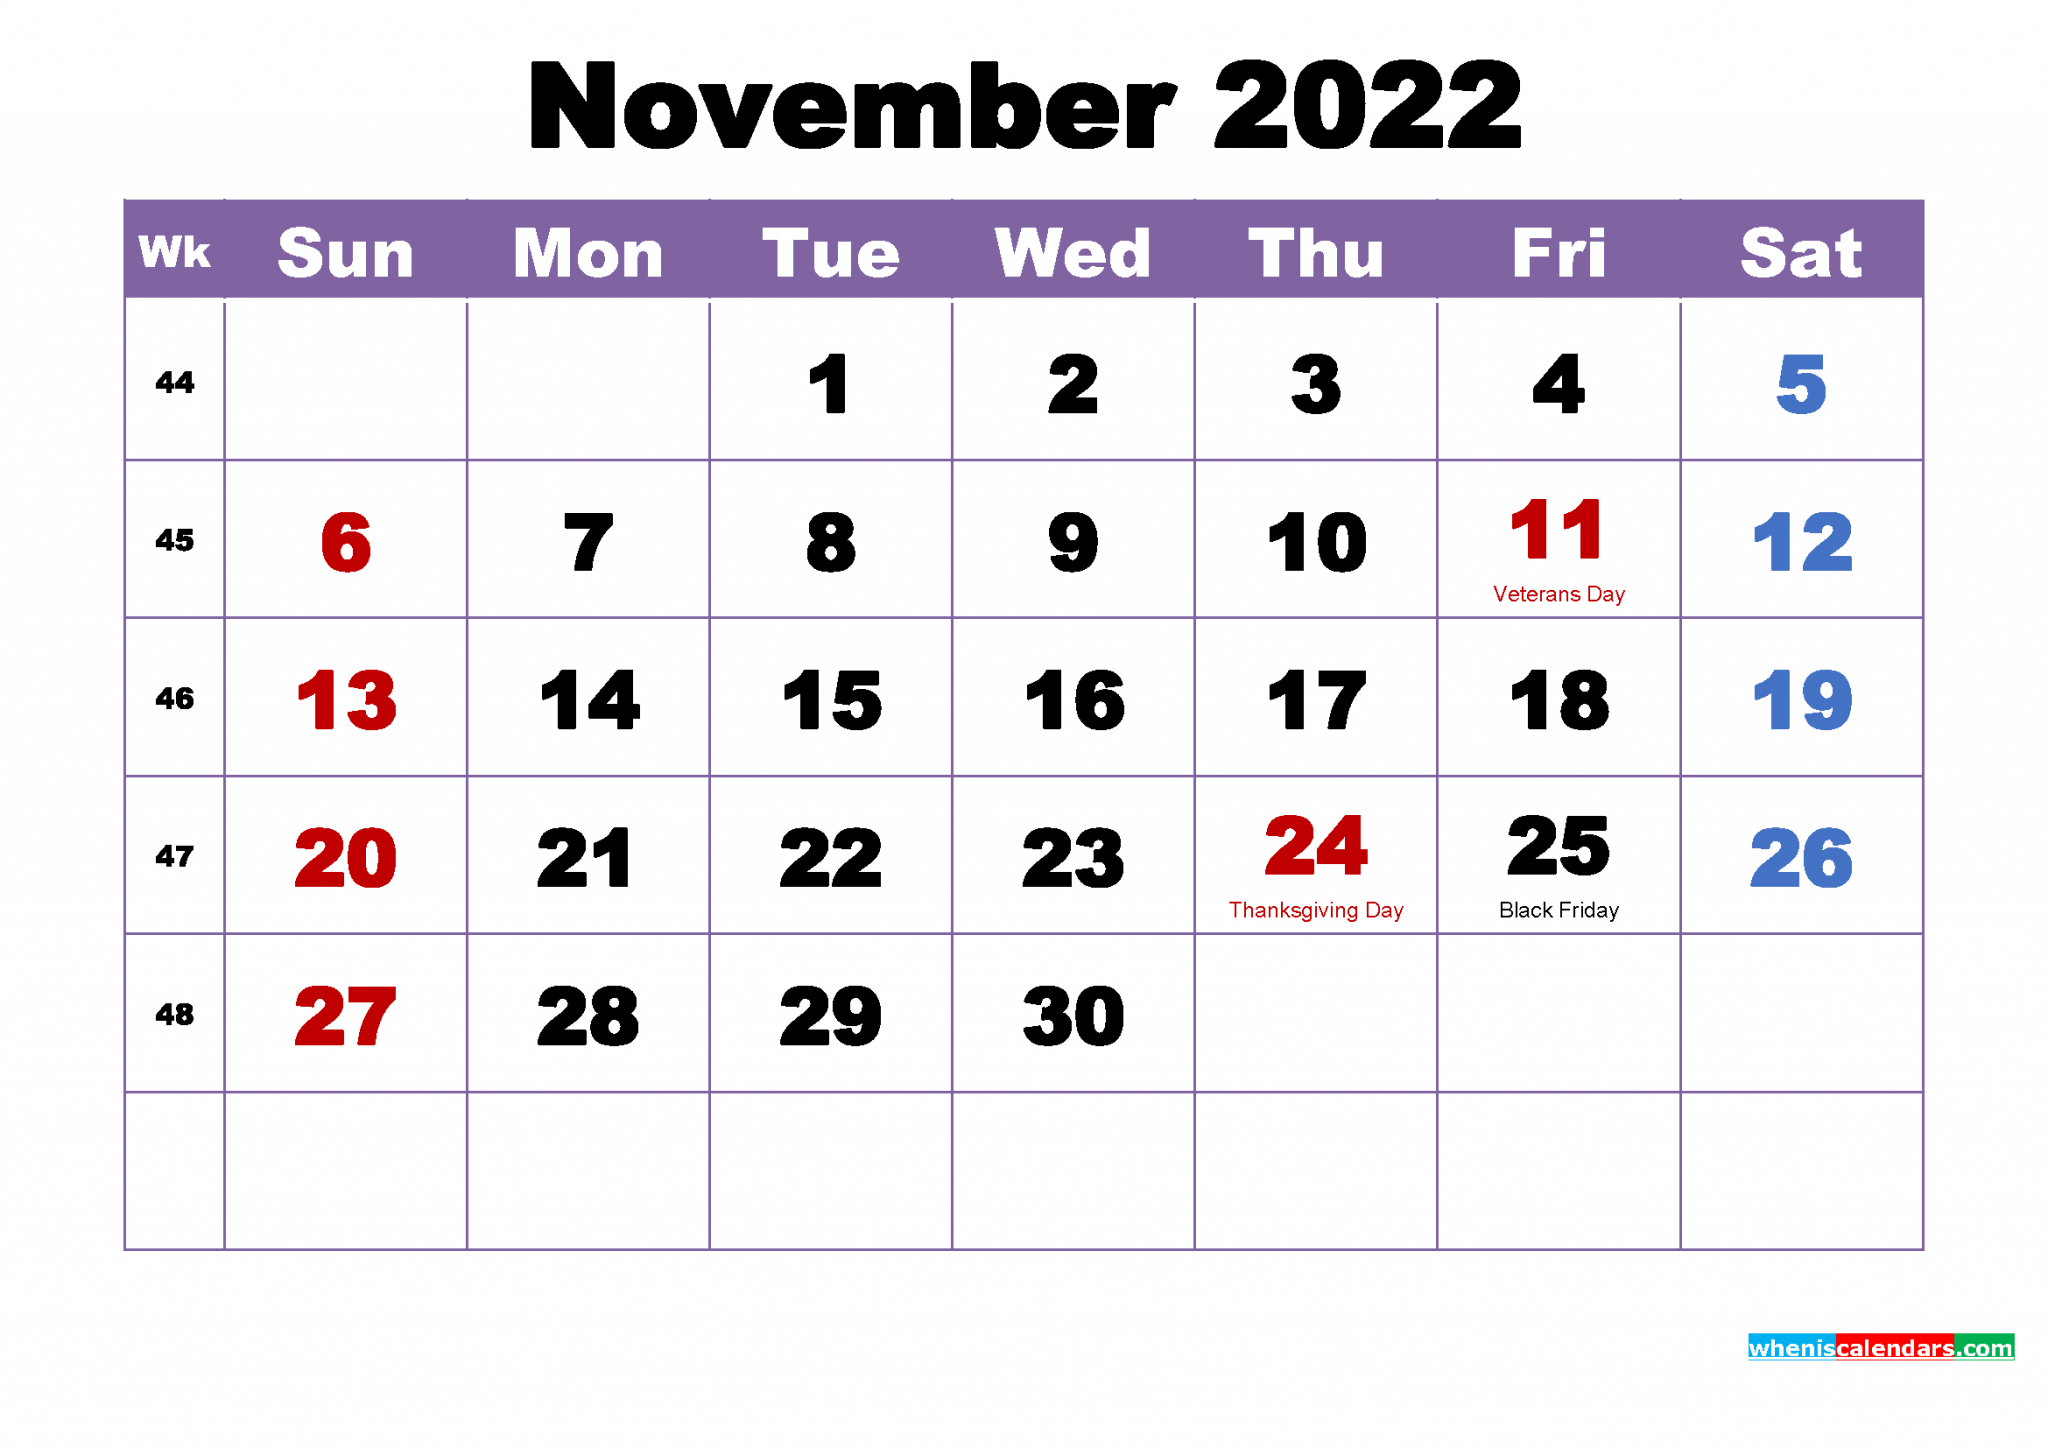 November 2022
Wk Sun Mon Tue Wed Thu Fri Sat
44 1 2 3 4 5
45 6 7 8 9 10 11 12
Veterans Day
46 13 14 15 16 17 18 19
47 20 21 22 23 24 25 26
Thanksgiving Day Black Friday
48 27 28 29 30
wheniscalendars.com